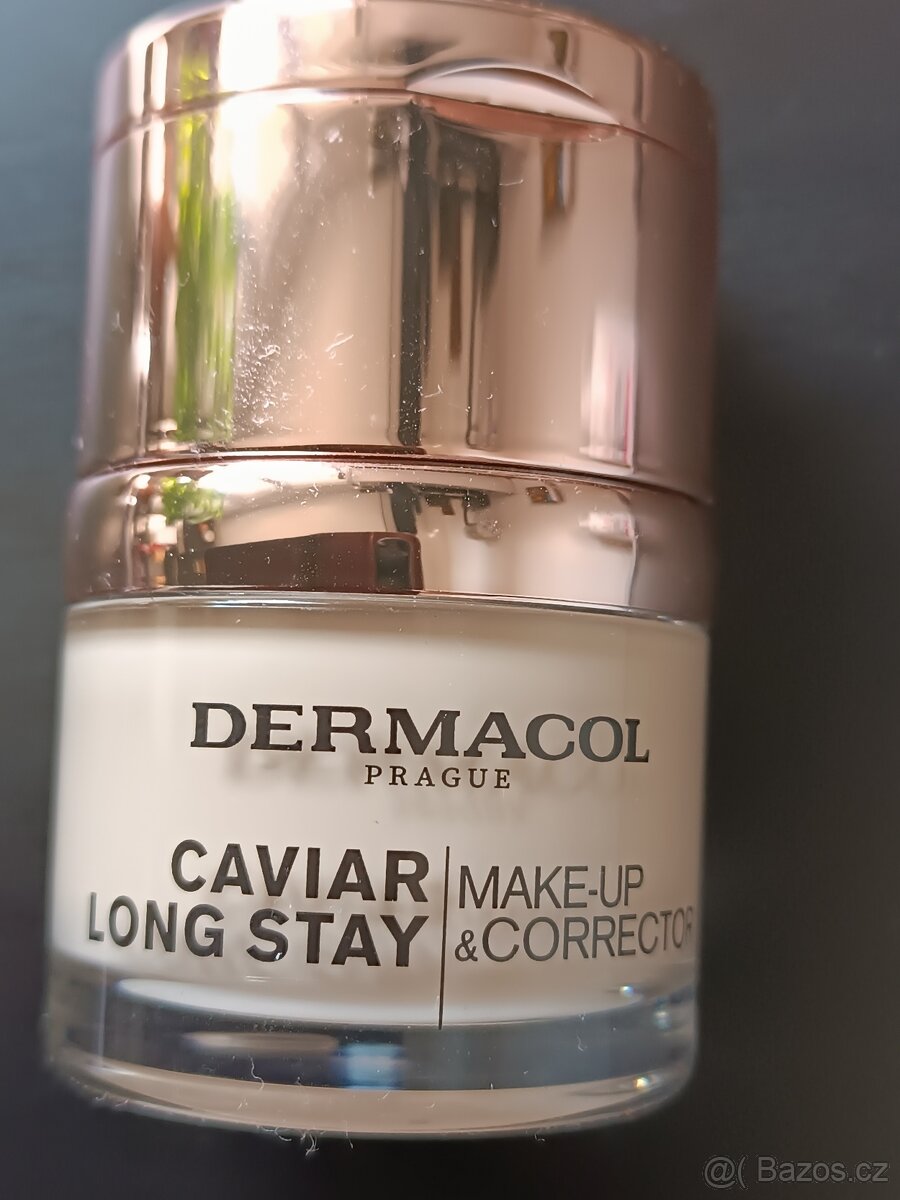 DERMACOL
PRAGUE
CAVIAR
LONG STAY
MAKE-UP
&CORRECTOR
@( Bazos.cz